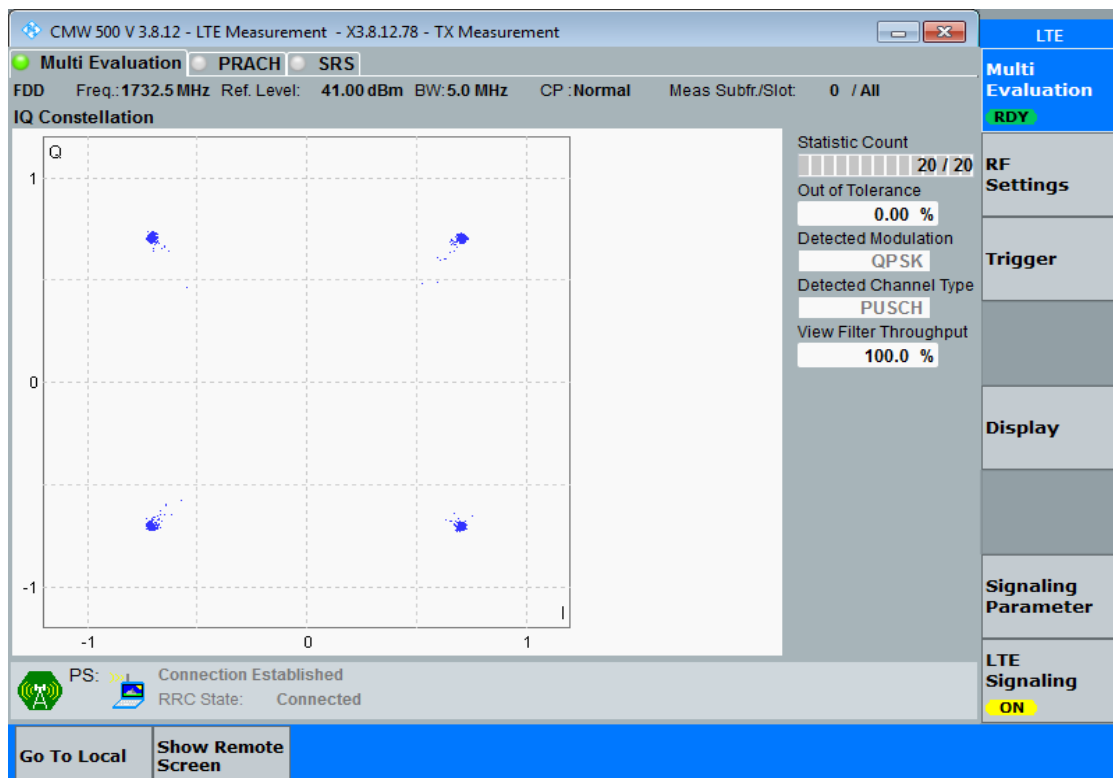 CMW 500 V 3.8.12 - LTE Measurement - X3.8.12.78 - TX Measurement
LTE
Multi Evaluation PRACH SRS
FDD Freq.:1732.5 MHz Ref. Level: 41.00 dBm BW:5.0 MHz CP :Normal Meas Subfr./Slot: 0 / All
IQ Constellation
Q
1
0
-1
-1 0 1
I
Statistic Count
20 / 20
Out of Tolerance
0.00 %
Detected Modulation
QPSK
Detected Channel Type
PUSCH
View Filter Throughput
100.0 %
Multi
Evaluation
RDY
RF
Settings
Trigger
Display
Signaling
Parameter
LTE
Signaling
ON
PS: Connection Established
RRC State: Connected
Go To Local
Show Remote
Screen